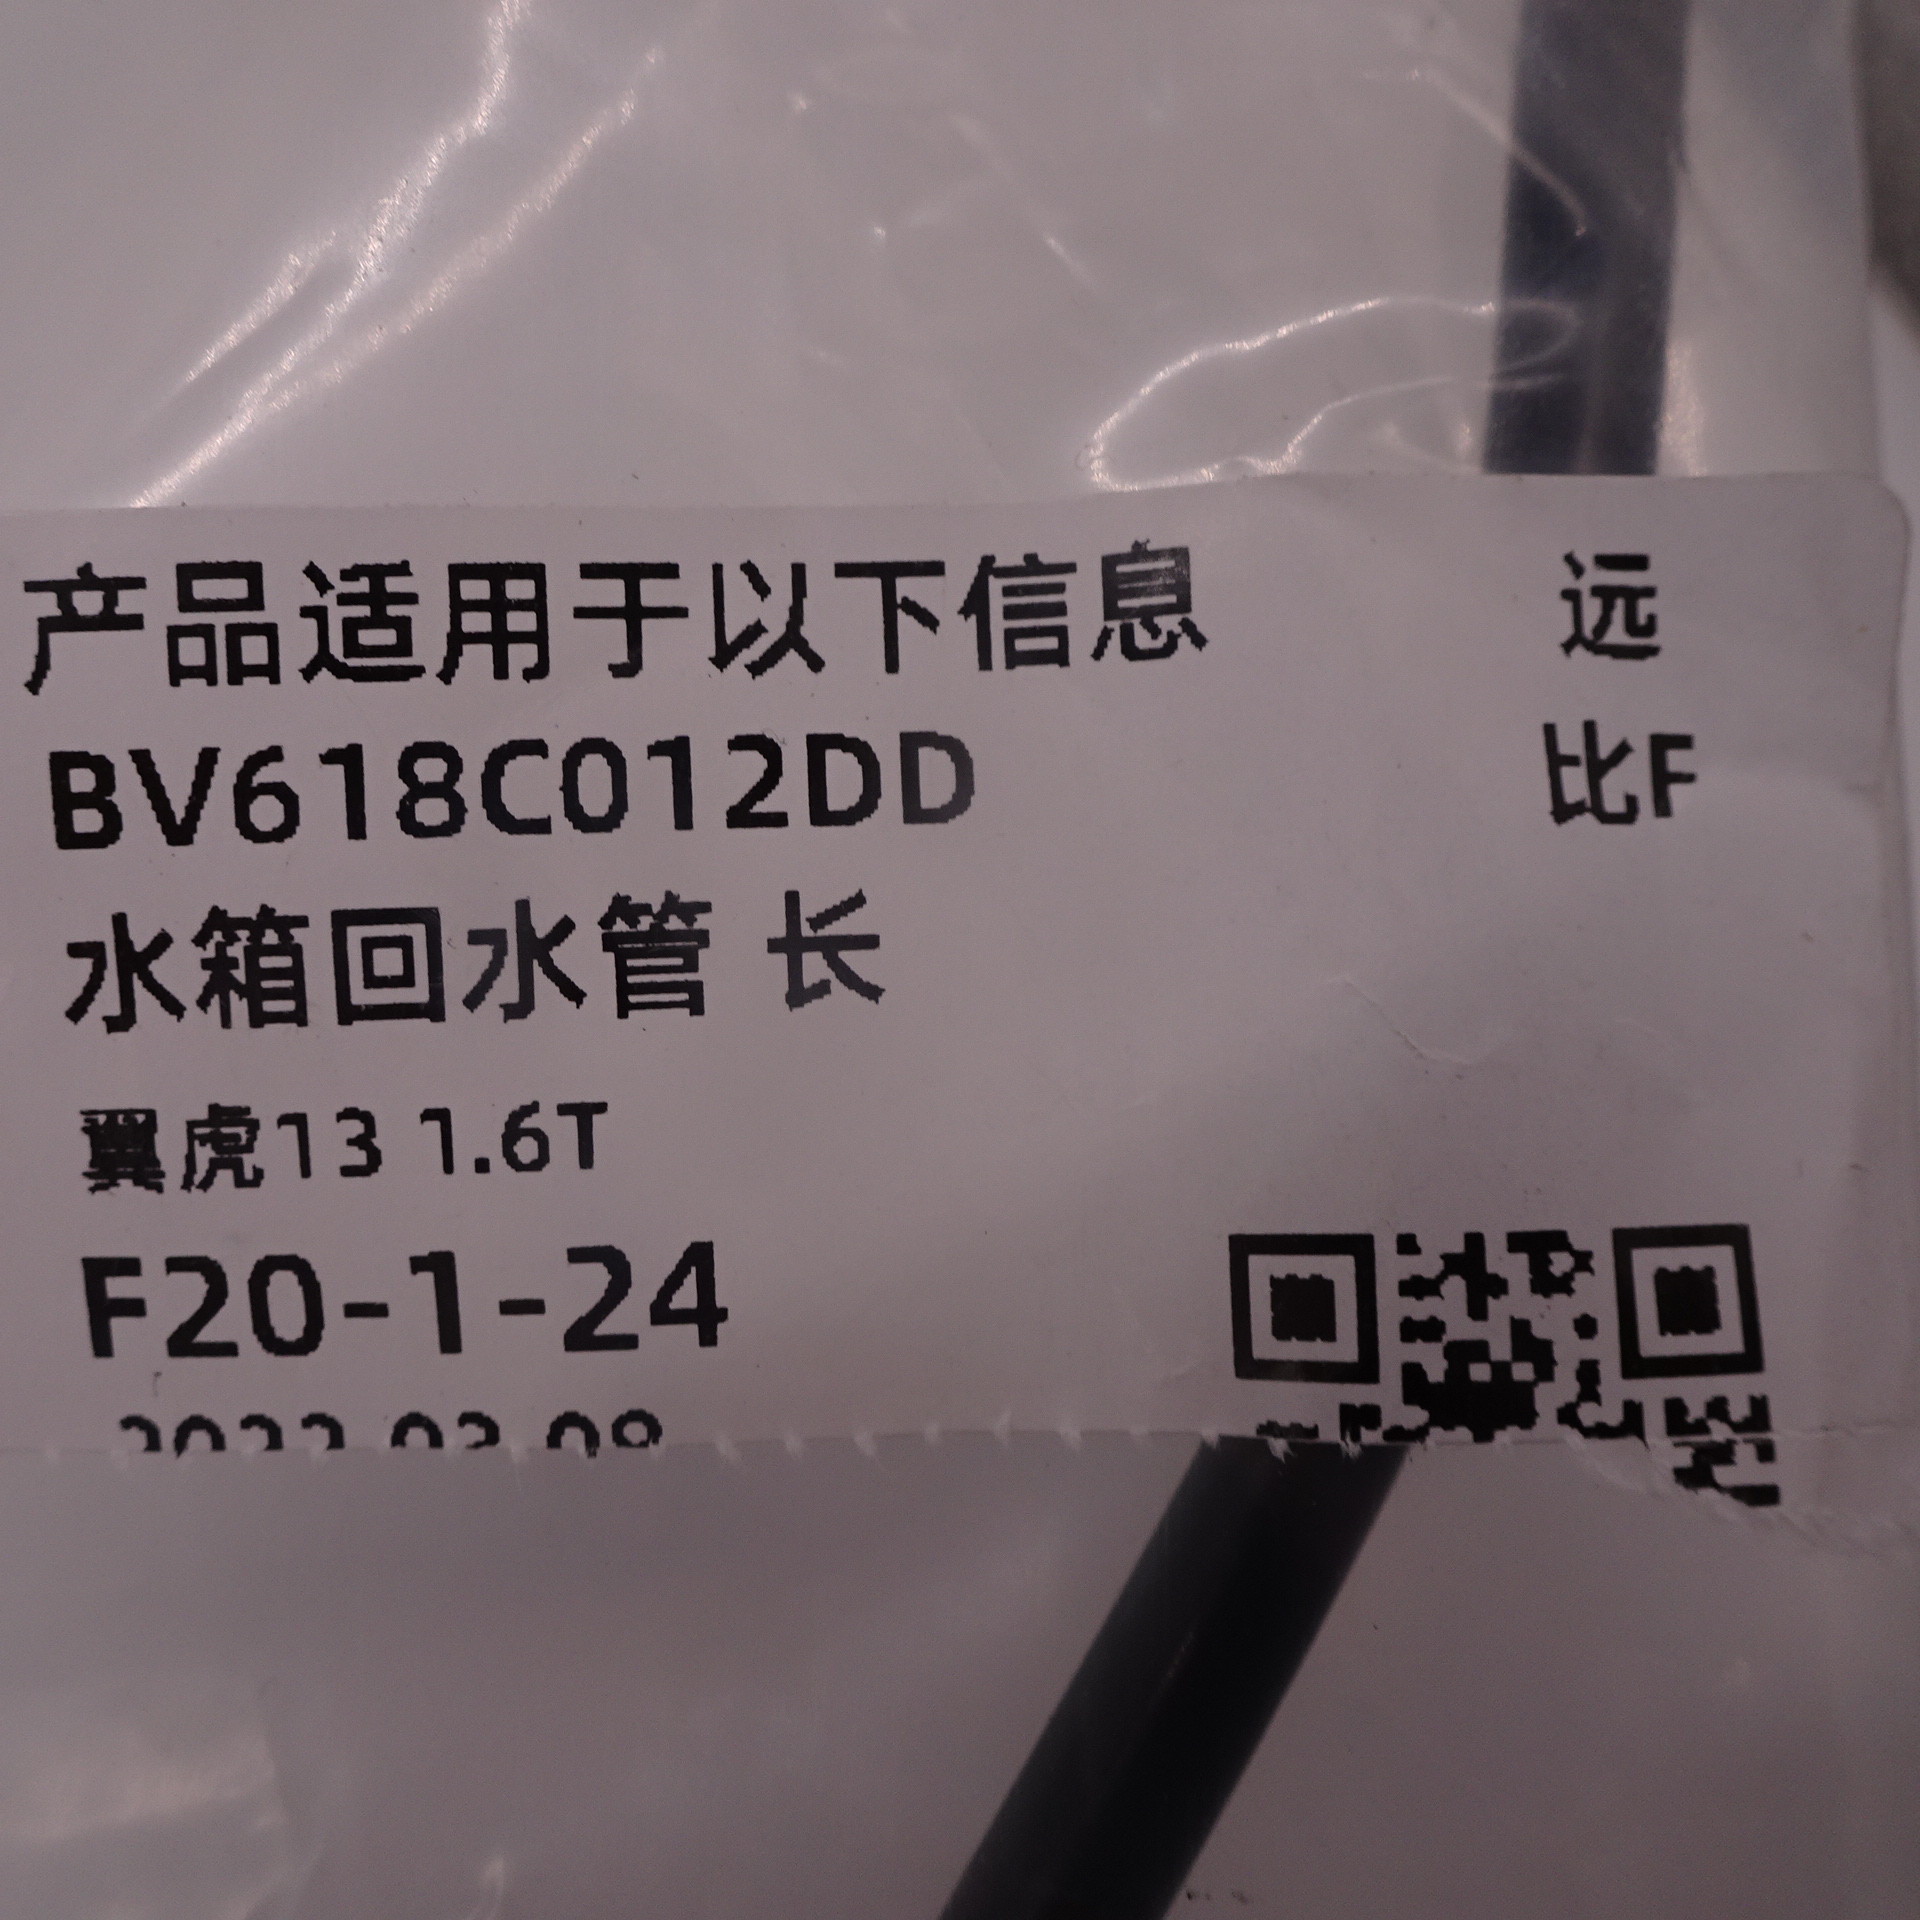 产品适用于以下信息 远
BV618C012DD 比F
水箱回水管 长
翼虎13 1.6T
F20-1-24